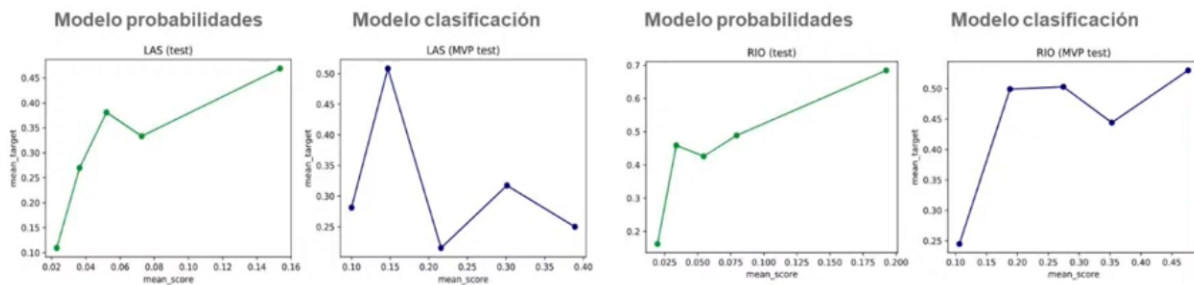 Modelo probabilidades
Modelo clasificación
Modelo probabilidades
Modelo clasificación
LAS (test)
LAS (MVP test)
RIO (test)
RIO (MVP test)
mean_target
0.45
0.40
0.35
0.30
0.25
0.20
0.15
0.10
0.02 0.04 0.06 0.08 0.10 0.12 0.14 0.16
mean_score
mean_target
0.50
0.45
0.40
0.35
0.30
0.25
0.10 0.15 0.20 0.25 0.30 0.35 0.40
mean_score
mean_target
0.7
0.6
0.5
0.4
0.3
0.2
0.025 0.050 0.075 0.100 0.125 0.150 0.175 0.200
mean_score
mean_target
0.50
0.45
0.40
0.35
0.30
0.25
0.10 0.15 0.20 0.25 0.30 0.35 0.40 0.45
mean_score